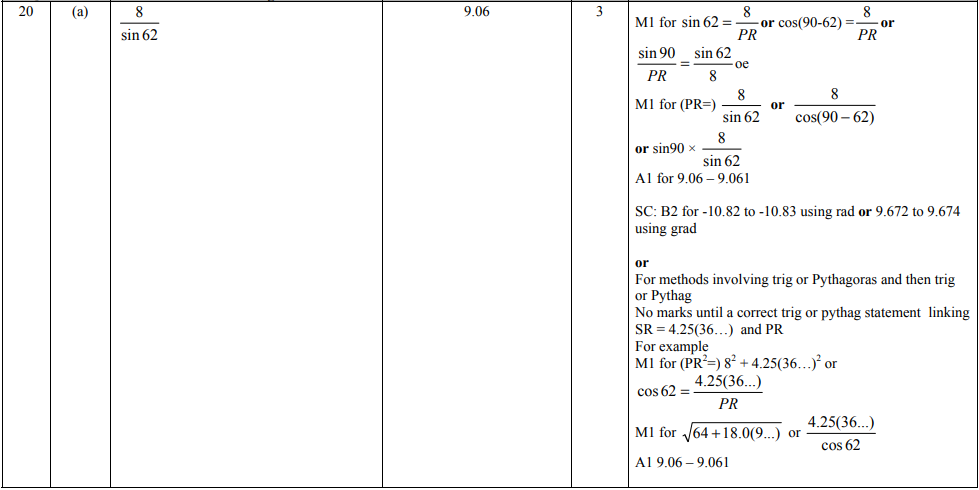 20 (a) 8/sin 62 9.06 3
M1 for sin 62 = 8/PR or cos(90-62) = 8/PR or
sin 90/PR = sin 62/8 oe
M1 for (PR=) 8/sin 62 or 8/cos(90 – 62)
or sin90 × 8/sin 62
A1 for 9.06 – 9.061
SC: B2 for -10.82 to -10.83 using rad or 9.672 to 9.674
using grad
or
For methods involving trig or Pythagoras and then trig
or Pythag
No marks until a correct trig or pythag statement linking
SR = 4.25(36…) and PR
For example
M1 for (PR²=) 8² + 4.25(36…)² or
cos 62 = 4.25(36...)/PR
M1 for √(64 + 18.0(9...)) or 4.25(36...)/cos 62
A1 9.06 – 9.061